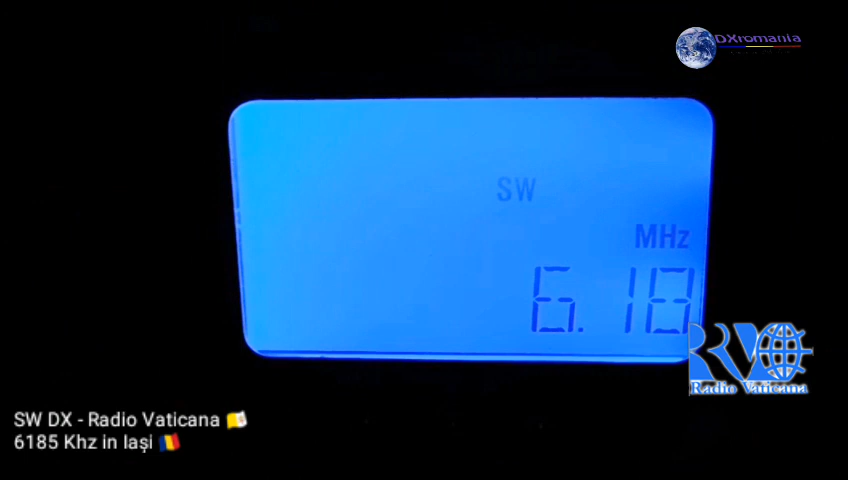 DXromania
SW
MHz
6.18
RV
Radio Vaticana
SW DX - Radio Vaticana 🇻🇦
6185 Khz in Iași 🇷🇴